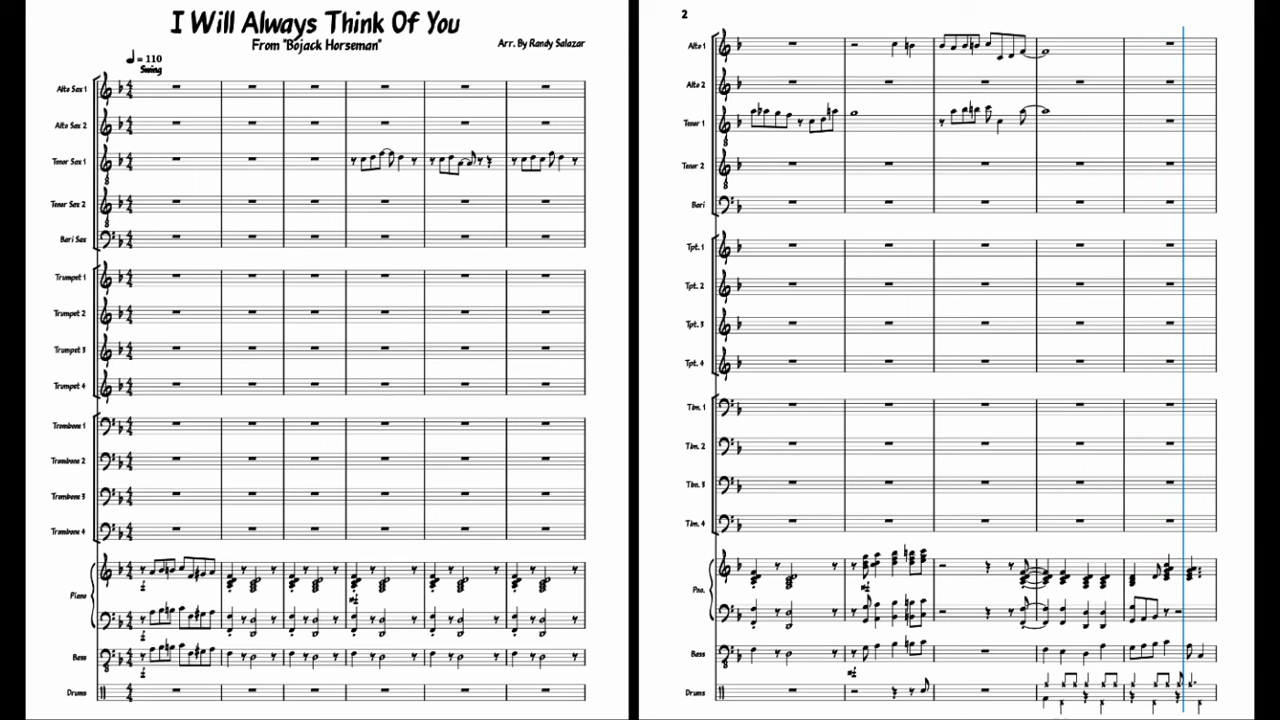 I Will Always Think Of You
From "Bojack Horseman"
Arr. By Randy Salazar
= 110
Swing
Alto Sax 1
Alto Sax 2
Tenor Sax 1
Tenor Sax 2
Bari Sax
Trumpet 1
Trumpet 2
Trumpet 3
Trumpet 4
Trombone 1
Trombone 2
Trombone 3
Trombone 4
Piano
Bass
Drums
2
Alto 1
Alto 2
Tenor 1
Tenor 2
Bari
Tpt. 1
Tpt. 2
Tpt. 3
Tpt. 4
Tbn. 1
Tbn. 2
Tbn. 3
Tbn. 4
Pno.
Bass
Drums